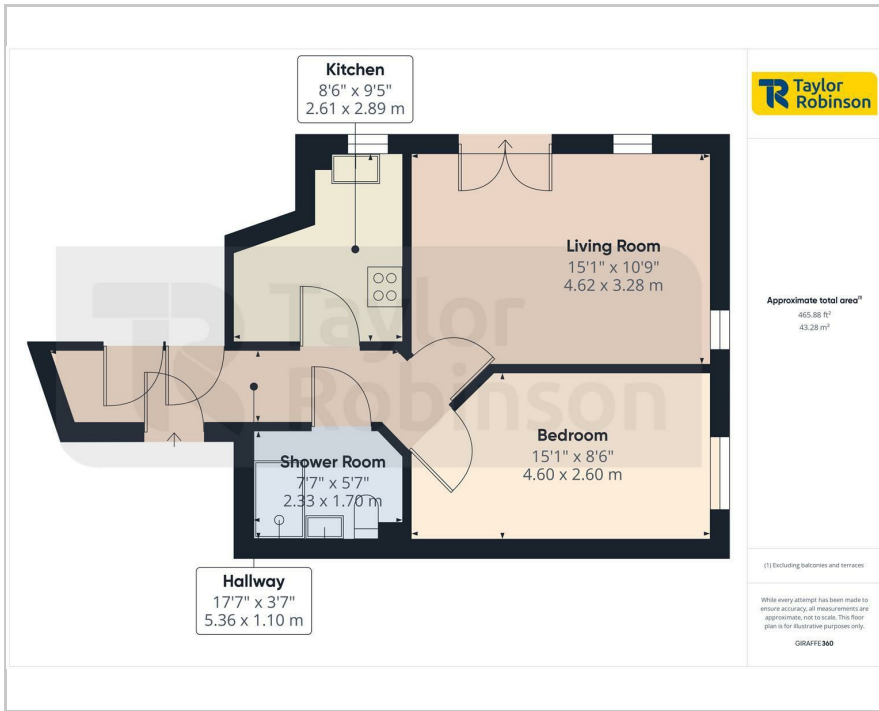 Kitchen
8'6" x 9'5"
2.61 x 2.89 m
Taylor
Robinson
Living Room
15'1" x 10'9"
4.62 x 3.28 m
Approximate total area⁽¹⁾
465.88 ft²
43.28 m²
Taylor
Robinson
Bedroom
15'1" x 8'6"
4.60 x 2.60 m
Shower Room
7'7" x 5'7"
2.33 x 1.70 m
Hallway
17'7" x 3'7"
5.36 x 1.10 m
(1) Excluding balconies and terraces
While every attempt has been made to
ensure accuracy, all measurements are
approximate, not to scale. This floor
plan is for illustrative purposes only.
GIRAFFE360